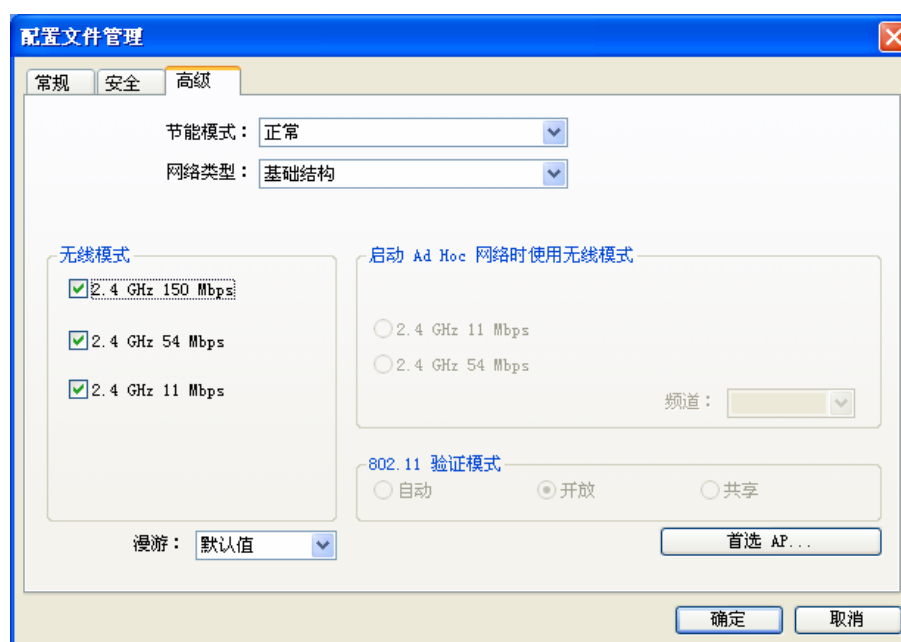 配置文件管理
常规 安全 高级
节能模式： 正常
网络类型： 基础结构
无线模式
2.4 GHz 150 Mbps
2.4 GHz 54 Mbps
2.4 GHz 11 Mbps
启动 Ad Hoc 网络时使用无线模式
2.4 GHz 11 Mbps
2.4 GHz 54 Mbps
频道：
802.11 验证模式
自动 开放 共享
漫游： 默认值
首选 AP...
确定 取消